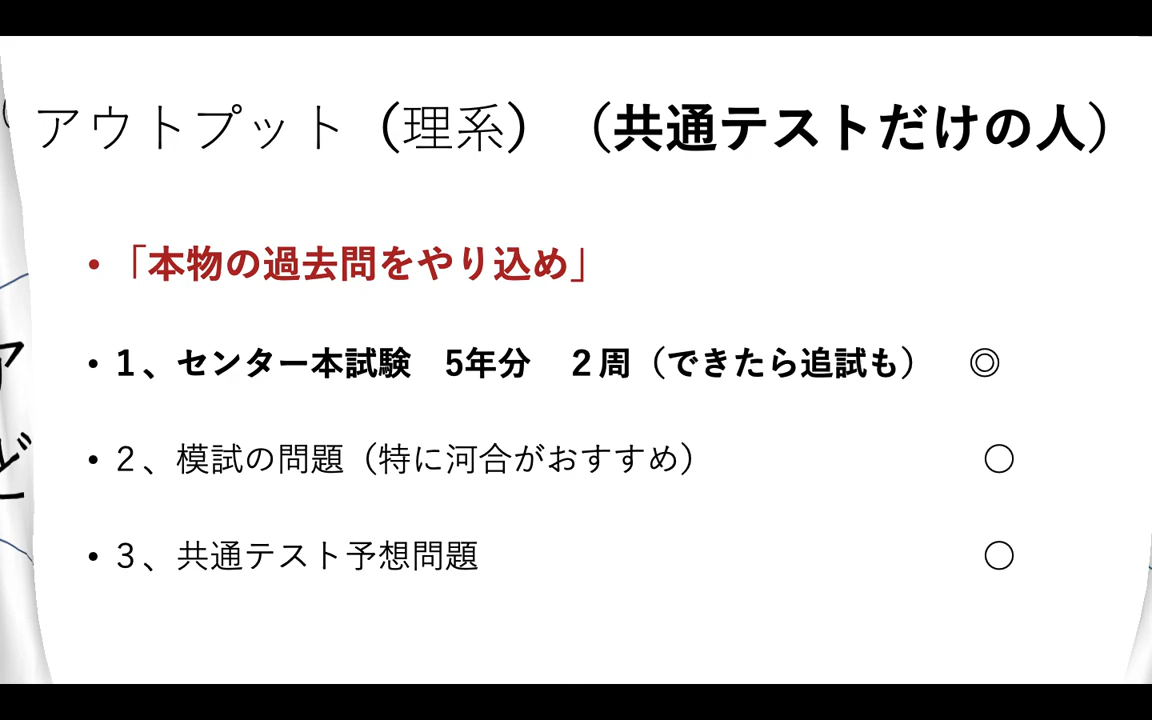 アウトプット（理系）（共通テストだけの人）
•「本物の過去問をやり込め」
• １、センター本試験　5年分　２周（できたら追試も）　◎
• ２、模試の問題（特に河合がおすすめ）　〇
• ３、共通テスト予想問題　〇